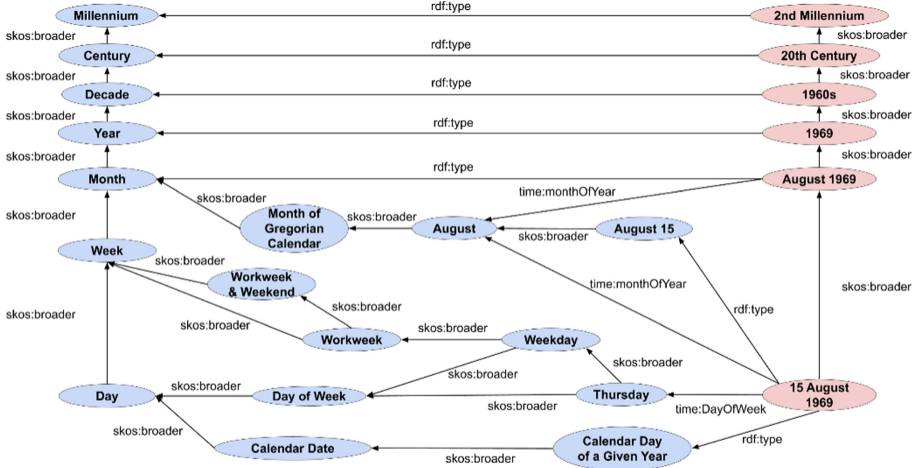 Millennium
rdf:type
2nd Millennium
skos:broader
skos:broader
Century
rdf:type
20th Century
skos:broader
skos:broader
Decade
rdf:type
1960s
skos:broader
skos:broader
Year
rdf:type
1969
skos:broader
skos:broader
Month
rdf:type
August 1969
skos:broader
time:monthOfYear
skos:broader
Month of
Gregorian
Calendar
skos:broader
August
skos:broader
August 15
Week
skos:broader
Workweek
& Weekend
time:monthOfYear
skos:broader
skos:broader
skos:broader
rdf:type
skos:broader
Workweek
skos:broader
Weekday
skos:broader
skos:broader
Day
skos:broader
Day of Week
skos:broader
Thursday
time:DayOfWeek
15 August
1969
skos:broader
Calendar Date
skos:broader
Calendar Day
of a Given Year
rdf:type